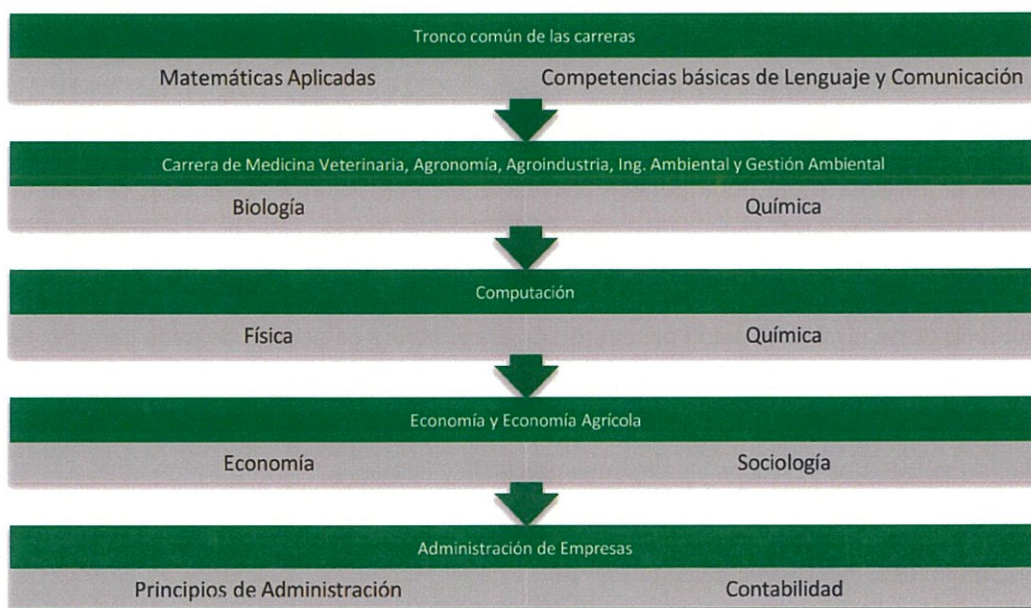 Tronco común de las carreras
Matemáticas Aplicadas Competencias básicas de Lenguaje y Comunicación
Carrera de Medicina Veterinaria, Agronomía, Agroindustria, Ing. Ambiental y Gestión Ambiental
Biología Química
Computación
Física Química
Economía y Economía Agrícola
Economía Sociología
Administración de Empresas
Principios de Administración Contabilidad